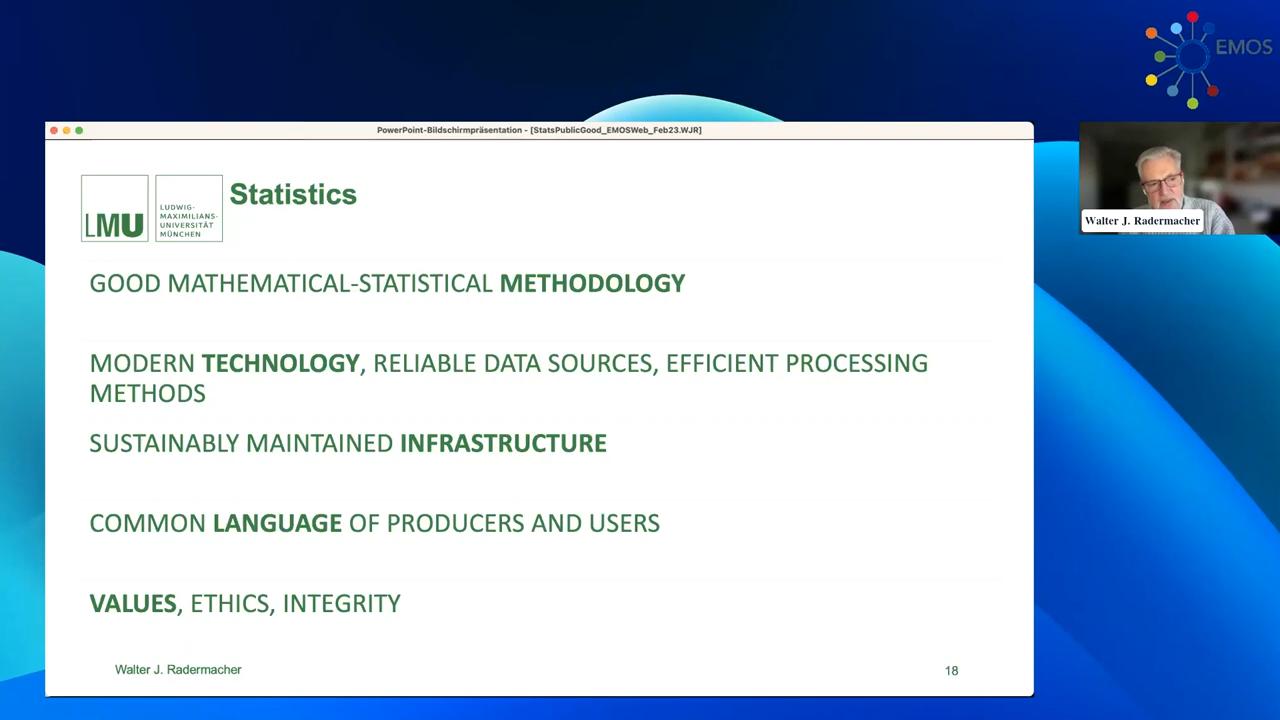 EMOS
PowerPoint-Bildschirmpräsentation - [StatsPublicGood_EMOSWeb_Feb23.WJR]
LMU
LUDWIG-
MAXIMILIANS-
UNIVERSITÄT
MÜNCHEN
Statistics
Walter J. Radermacher
GOOD MATHEMATICAL-STATISTICAL METHODOLOGY
MODERN TECHNOLOGY, RELIABLE DATA SOURCES, EFFICIENT PROCESSING
METHODS
SUSTAINABLY MAINTAINED INFRASTRUCTURE
COMMON LANGUAGE OF PRODUCERS AND USERS
VALUES, ETHICS, INTEGRITY
Walter J. Radermacher
18